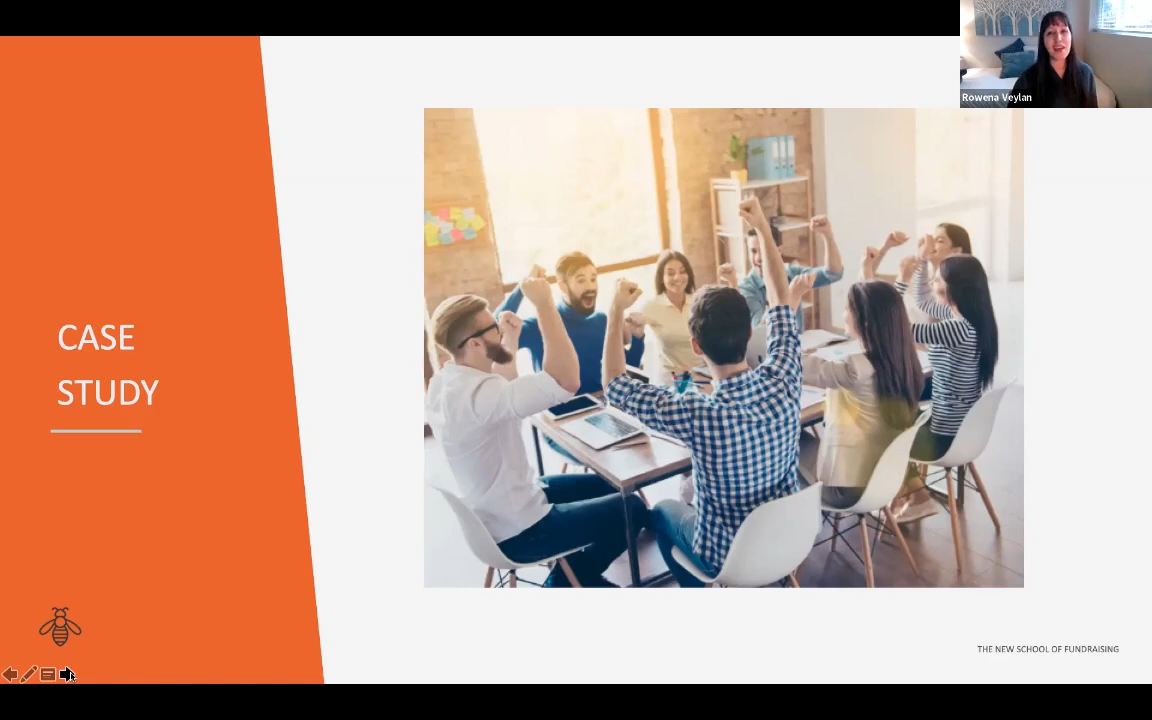 Rowena Veylan
CASE
STUDY
THE NEW SCHOOL OF FUNDRAISING